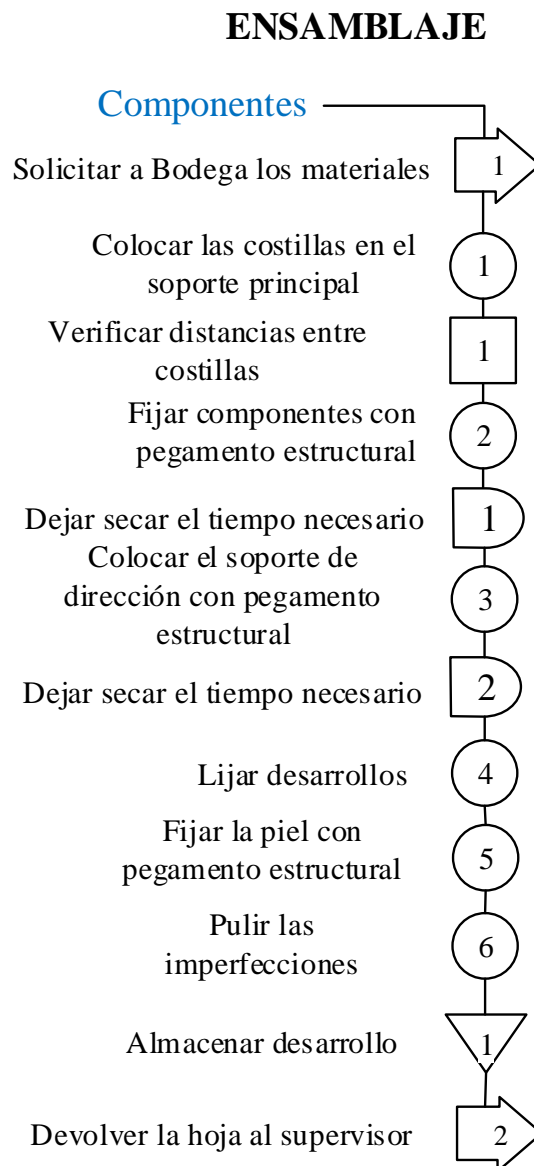 ENSAMBLAJE
Componentes
Solicitar a Bodega los materiales
1
Colocar las costillas en el
soporte principal
1
Verificar distancias entre
costillas
1
Fijar componentes con
pegamento estructural
2
Dejar secar el tiempo necesario
1
Colocar el soporte de
dirección con pegamento
estructural
3
Dejar secar el tiempo necesario
2
Lijar desarrollos
4
Fijar la piel con
pegamento estructural
5
Pulir las
imperfecciones
6
Almacenar desarrollo
1
Devolver la hoja al supervisor
2